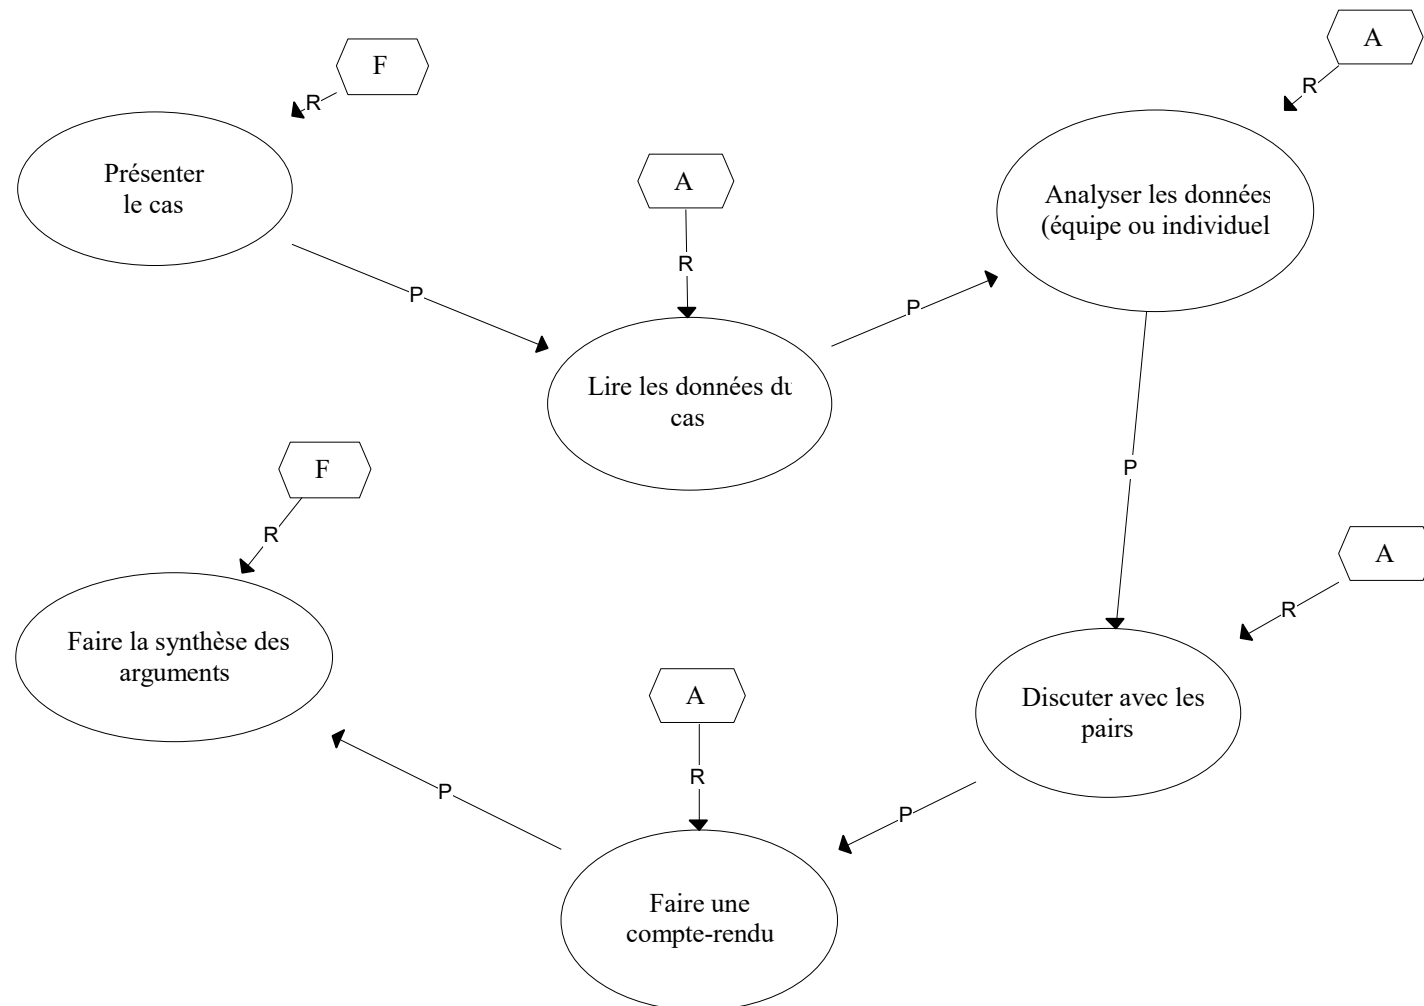 F
R
Présenter
le cas
P
A
R
Lire les données du
cas
P
A
R
Analyser les données
(équipe ou individuel
P
A
R
Discuter avec les
pairs
P
A
R
Faire une
compte-rendu
P
F
R
Faire la synthèse des
arguments